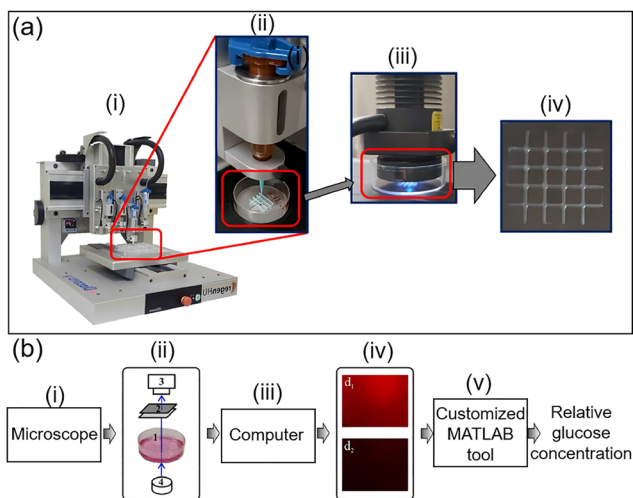 (a)
(i)
(ii)
(iii)
(iv)
regenHU
(b)
(i)
(ii)
(iii)
(iv)
(v)
Microscope
3
2
1
4
Computer
d1
d2
Customized
MATLAB
tool
Relative
glucose
concentration